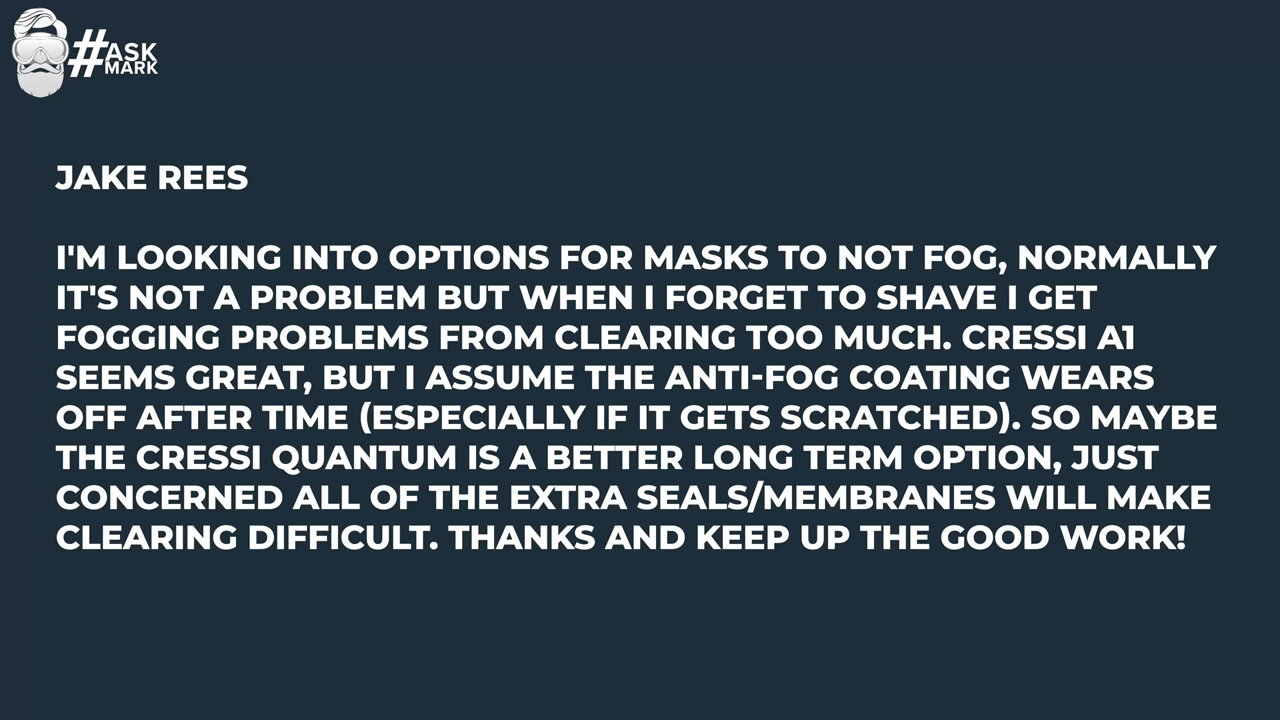 #ASK
MARK
JAKE REES
I'M LOOKING INTO OPTIONS FOR MASKS TO NOT FOG, NORMALLY
IT'S NOT A PROBLEM BUT WHEN I FORGET TO SHAVE I GET
FOGGING PROBLEMS FROM CLEARING TOO MUCH. CRESSI A1
SEEMS GREAT, BUT I ASSUME THE ANTI-FOG COATING WEARS
OFF AFTER TIME (ESPECIALLY IF IT GETS SCRATCHED). SO MAYBE
THE CRESSI QUANTUM IS A BETTER LONG TERM OPTION, JUST
CONCERNED ALL OF THE EXTRA SEALS/MEMBRANES WILL MAKE
CLEARING DIFFICULT. THANKS AND KEEP UP THE GOOD WORK!